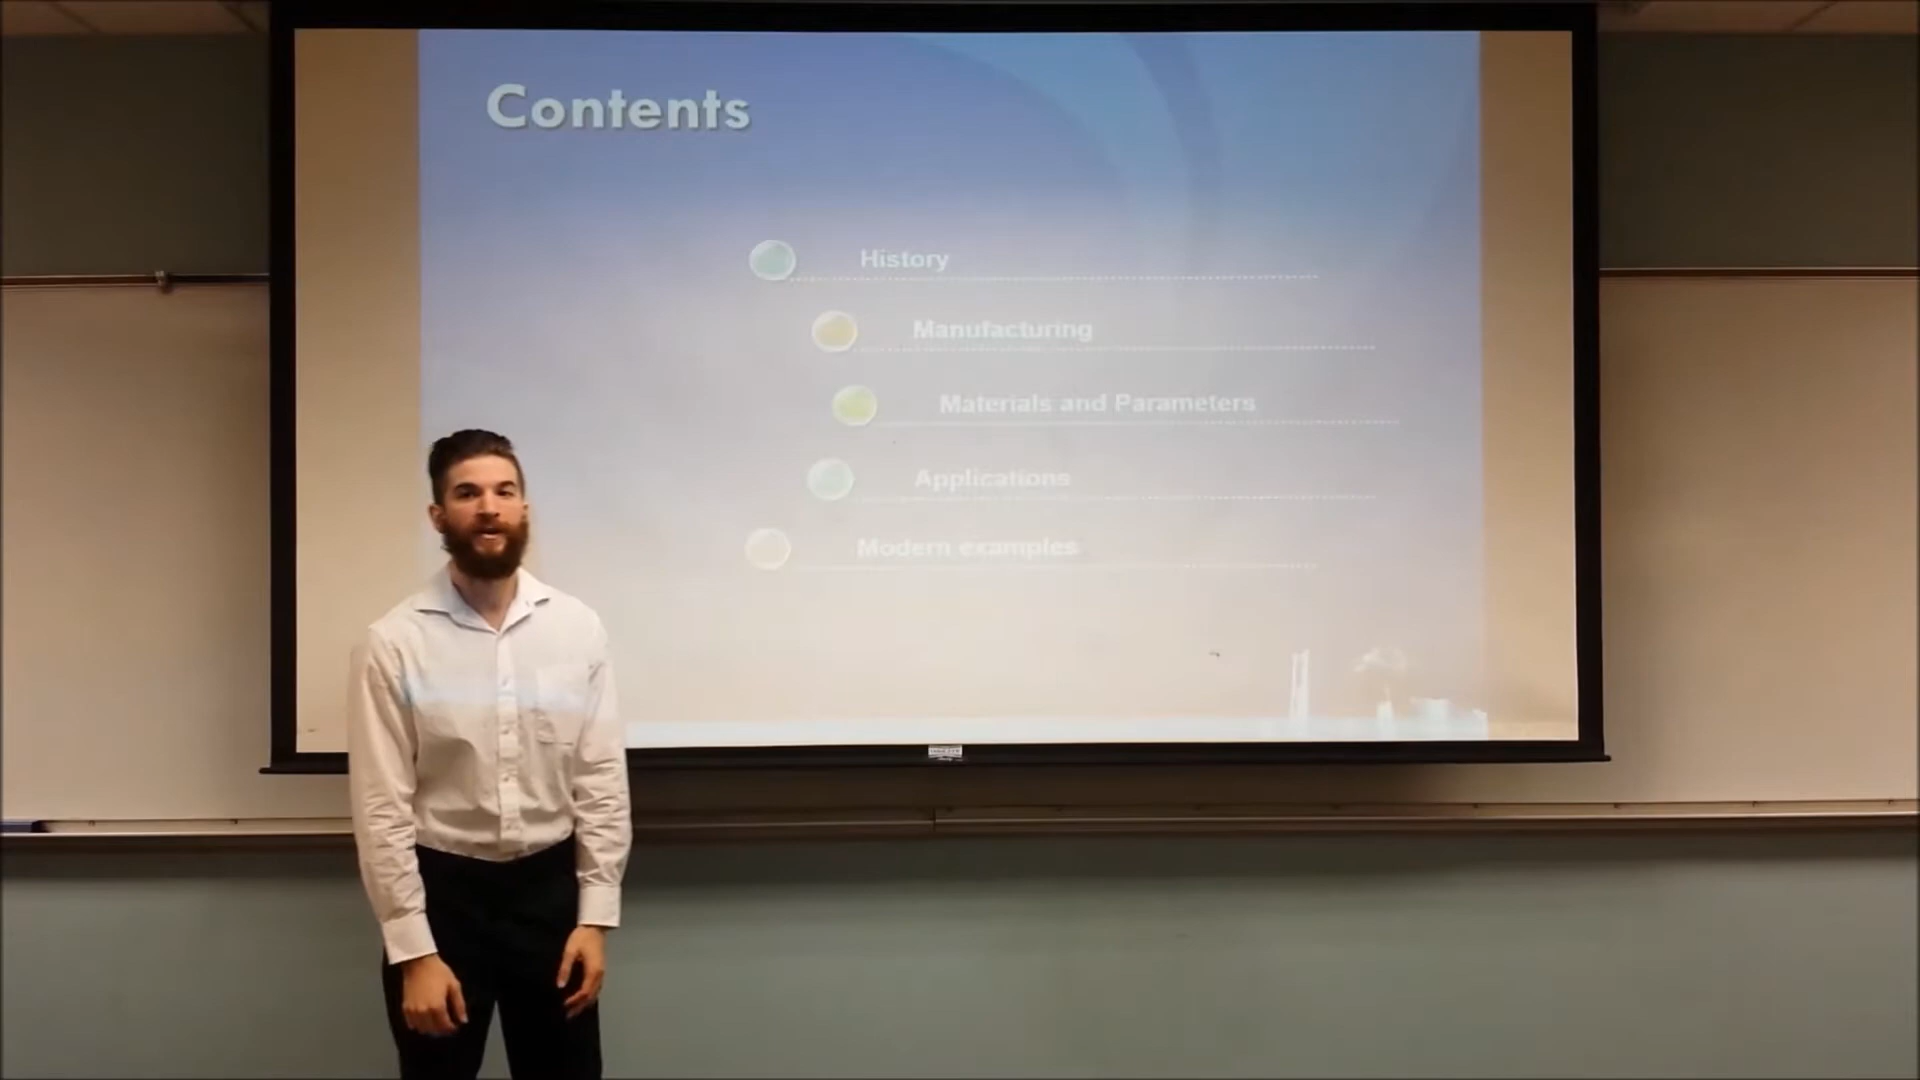 Contents
History
Manufacturing
Materials and Parameters
Applications
Modern examples